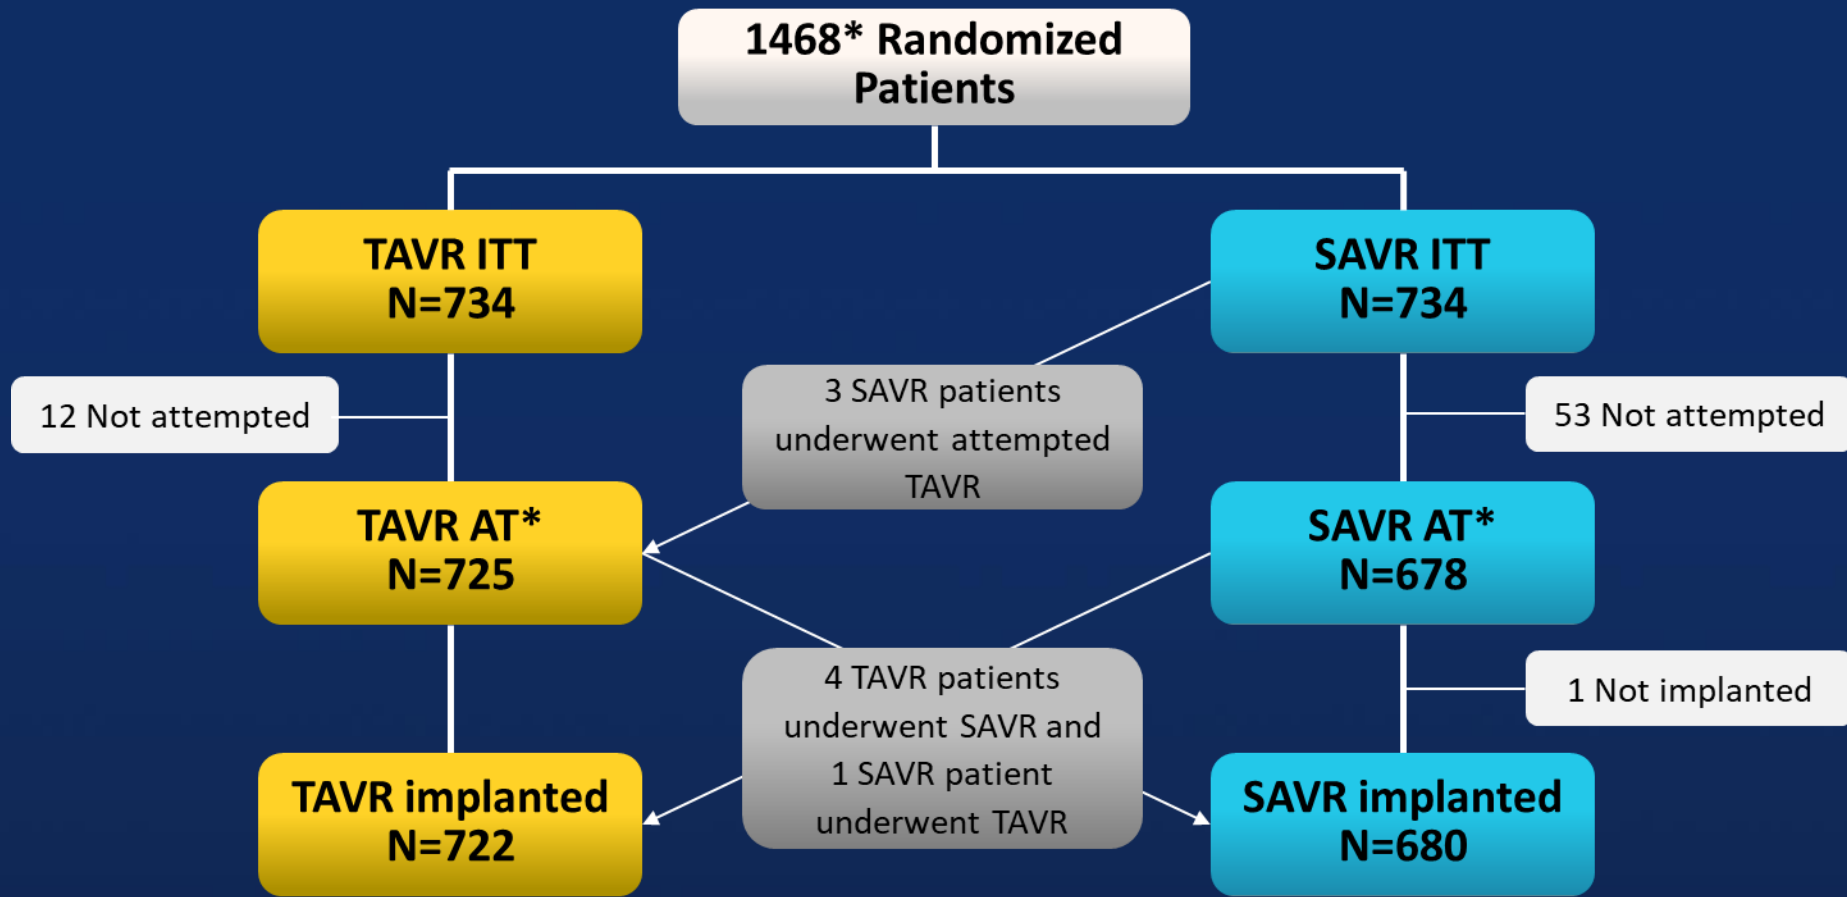 1468* Randomized
Patients
TAVR ITT
N=734
SAVR ITT
N=734
12 Not attempted
3 SAVR patients
underwent attempted
TAVR
53 Not attempted
TAVR AT*
N=725
SAVR AT*
N=678
4 TAVR patients
underwent SAVR and
1 SAVR patient
underwent TAVR
1 Not implanted
TAVR implanted
N=722
SAVR implanted
N=680